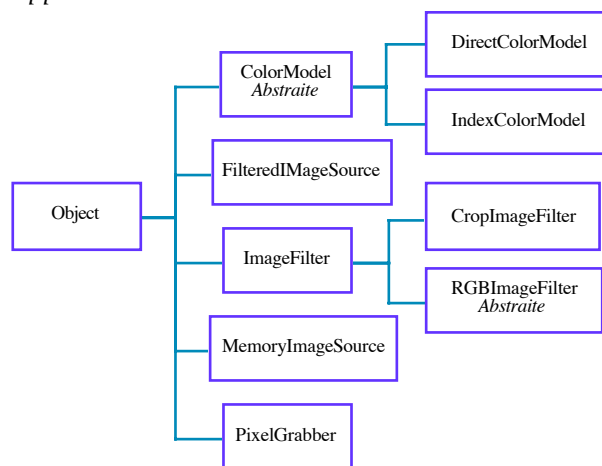 DirectColorModel
ColorModel
Abstraite
IndexColorModel
FilteredIMageSource
Object
CropImageFilter
ImageFilter
RGBImageFilter
Abstraite
MemoryImageSource
PixelGrabber